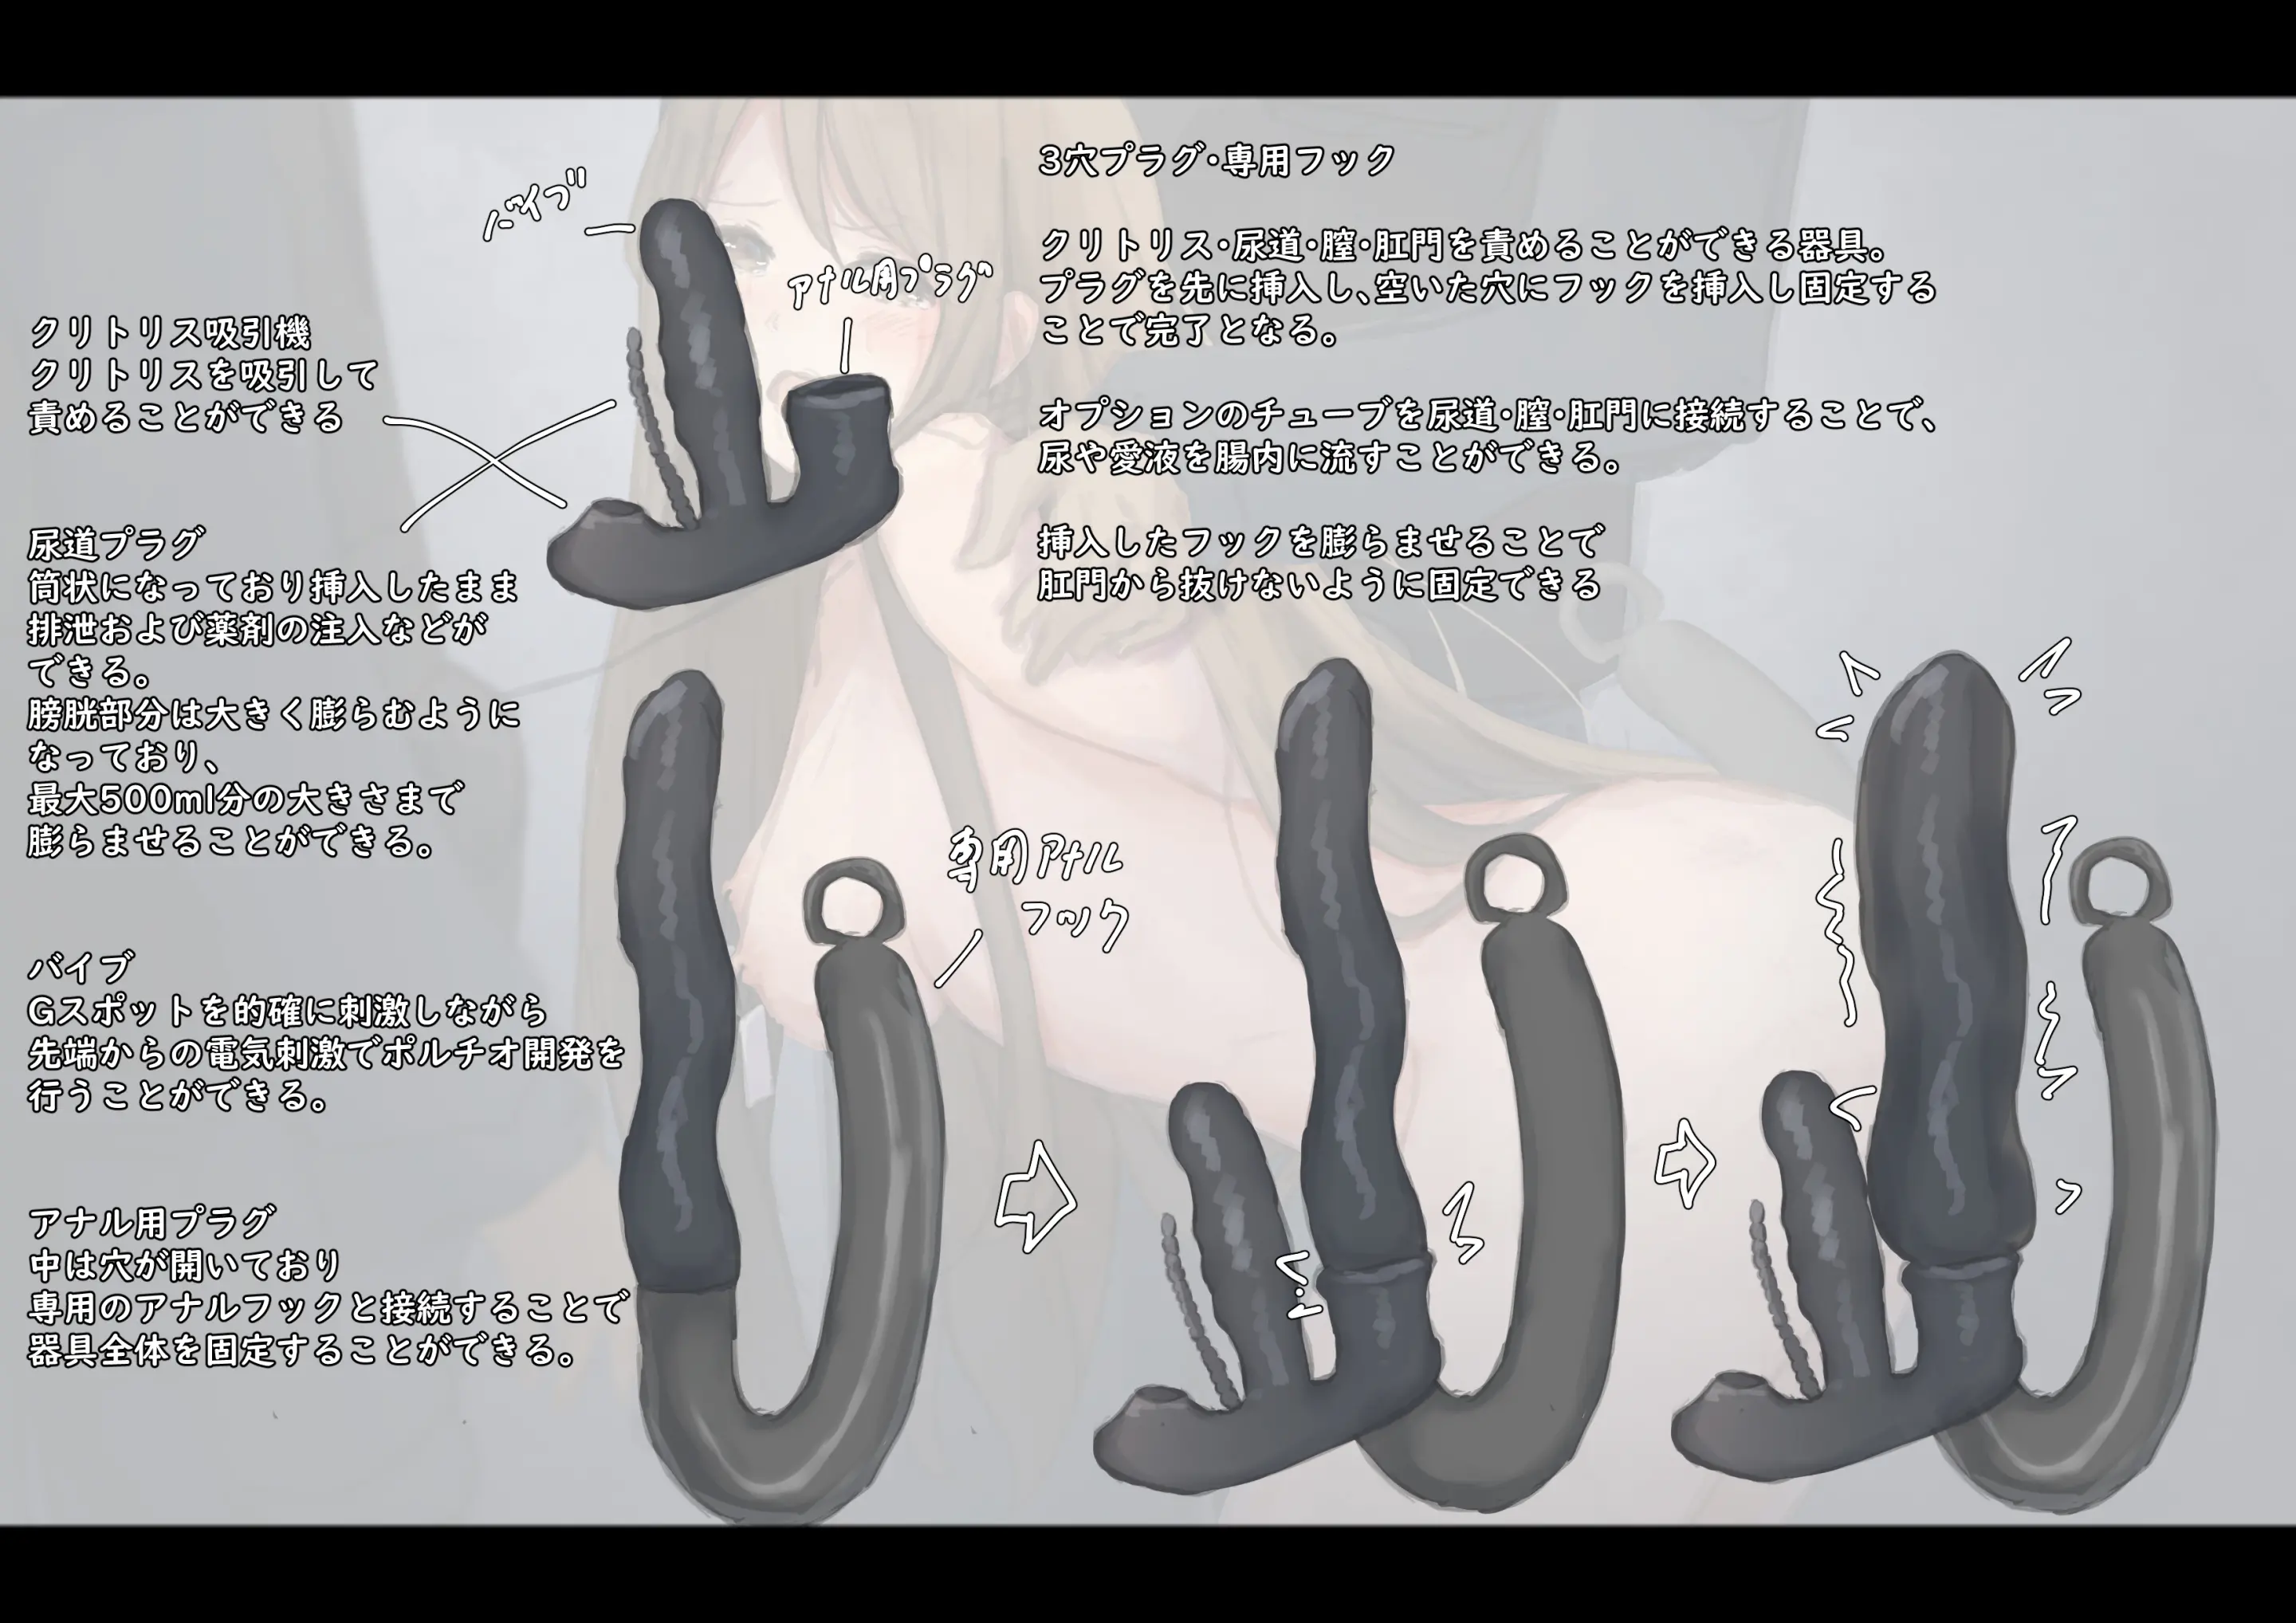 3穴プラグ・専用フック
クリトリス・尿道・膣・肛門を責めることができる器具。
プラグを先に挿入し、空いた穴にフックを挿入し固定する
ことで完了となる。
オプションのチューブを尿道・膣・肛門に接続することで、
尿や愛液を腸内に流すことができる。
挿入したフックを膨らませることで
肛門から抜けないように固定できる
バイブ
アナル用プラグ
クリトリス吸引機
クリトリスを吸引して
責めることができる
尿道プラグ
筒状になっており挿入したまま
排泄および薬剤の注入などが
できる。
膀胱部分は大きく膨らむように
なっており、
最大500ml分の大きさまで
膨らませることができる。
バイブ
Gスポットを的確に刺激しながら
先端からの電気刺激でポルチオ開発を
行うことができる。
アナル用プラグ
中は穴が開いており
専用のアナルフックと接続することで
器具全体を固定することができる。
専用アナル
フック